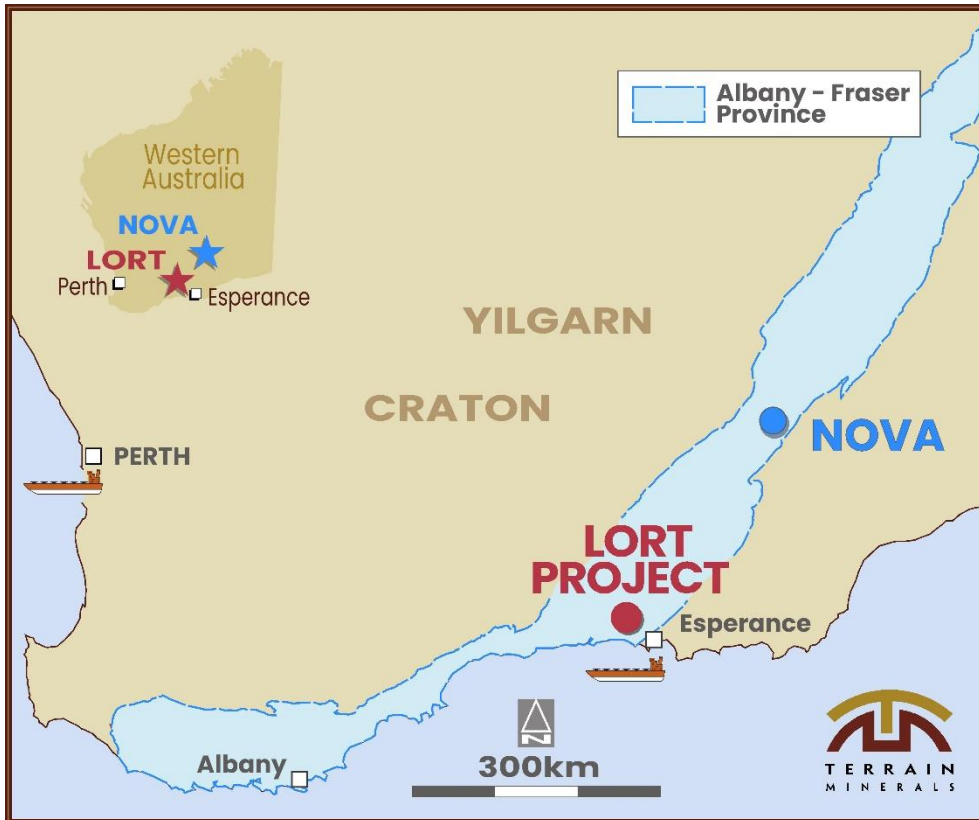 Albany - Fraser
Province
Western
Australia
NOVA
LORT
Perth
Esperance
YILGARN
CRATON
PERTH
NOVA
LORT
PROJECT
Esperance
Albany
N
300km
TERRAIN
MINERALS